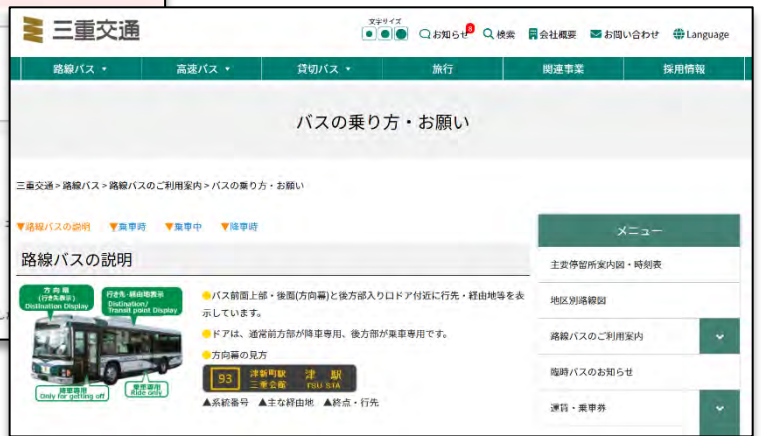 三重交通
文字サイズ
お知らせ 8 検索 会社概要 お問い合わせ Language
路線バス ▼ 高速バス ▼ 貸切バス ▼ 旅行 関連事業 採用情報
バスの乗り方・お願い
三重交通 > 路線バス > 路線バスのご利用案内 > バスの乗り方・お願い
▼路線バスの説明 ▼乗車時 ▼乗車中 ▼降車時
路線バスの説明
方向幕
(行き先表示)
Distination Display
行き先・経由地表示
Distination/
Transit point Display
降車専用
Only for getting off
乗車専用
Ride only
●バス前面上部・後面(方向幕)と後方部入り口ドア付近に行先・経由地等を表
示しています。
●ドアは、通常前方部が降車専用、後方部が乗車専用です。
●方向幕の見方
93 津新町駅 三重会館 津 駅 TSU STA
▲系統番号 ▲主な経由地 ▲終点・行先
メニュー
主要停留所案内図・時刻表
地区別路線図
路線バスのご利用案内
臨時バスのお知らせ
運賃・乗車券